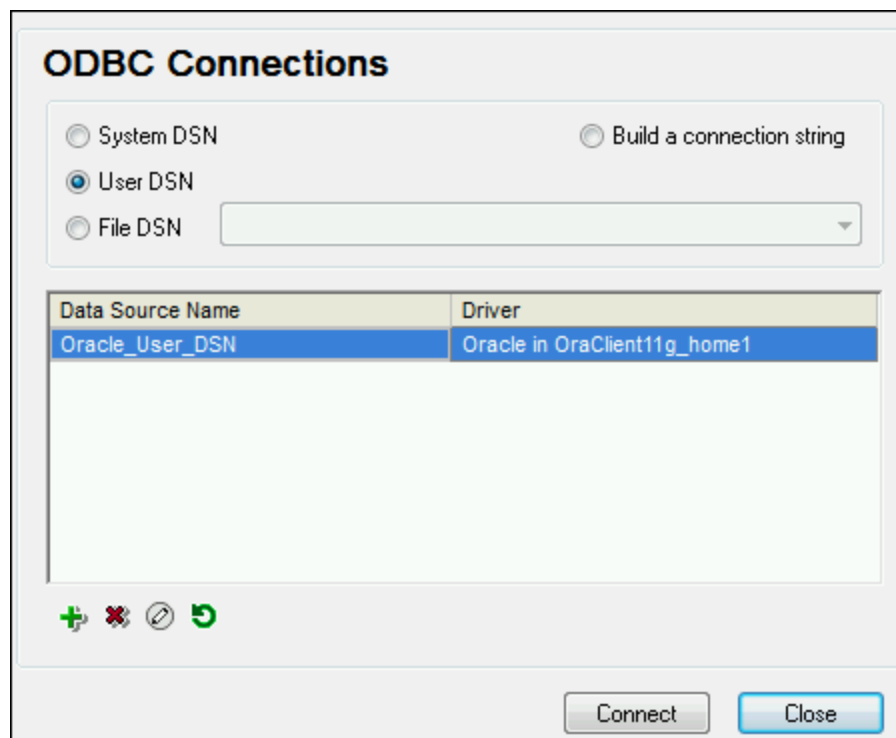 ODBC Connections
System DSN
Build a connection string
User DSN
File DSN
Data Source Name Driver
Oracle_User_DSN Oracle in OraClient11g_home1
Connect Close